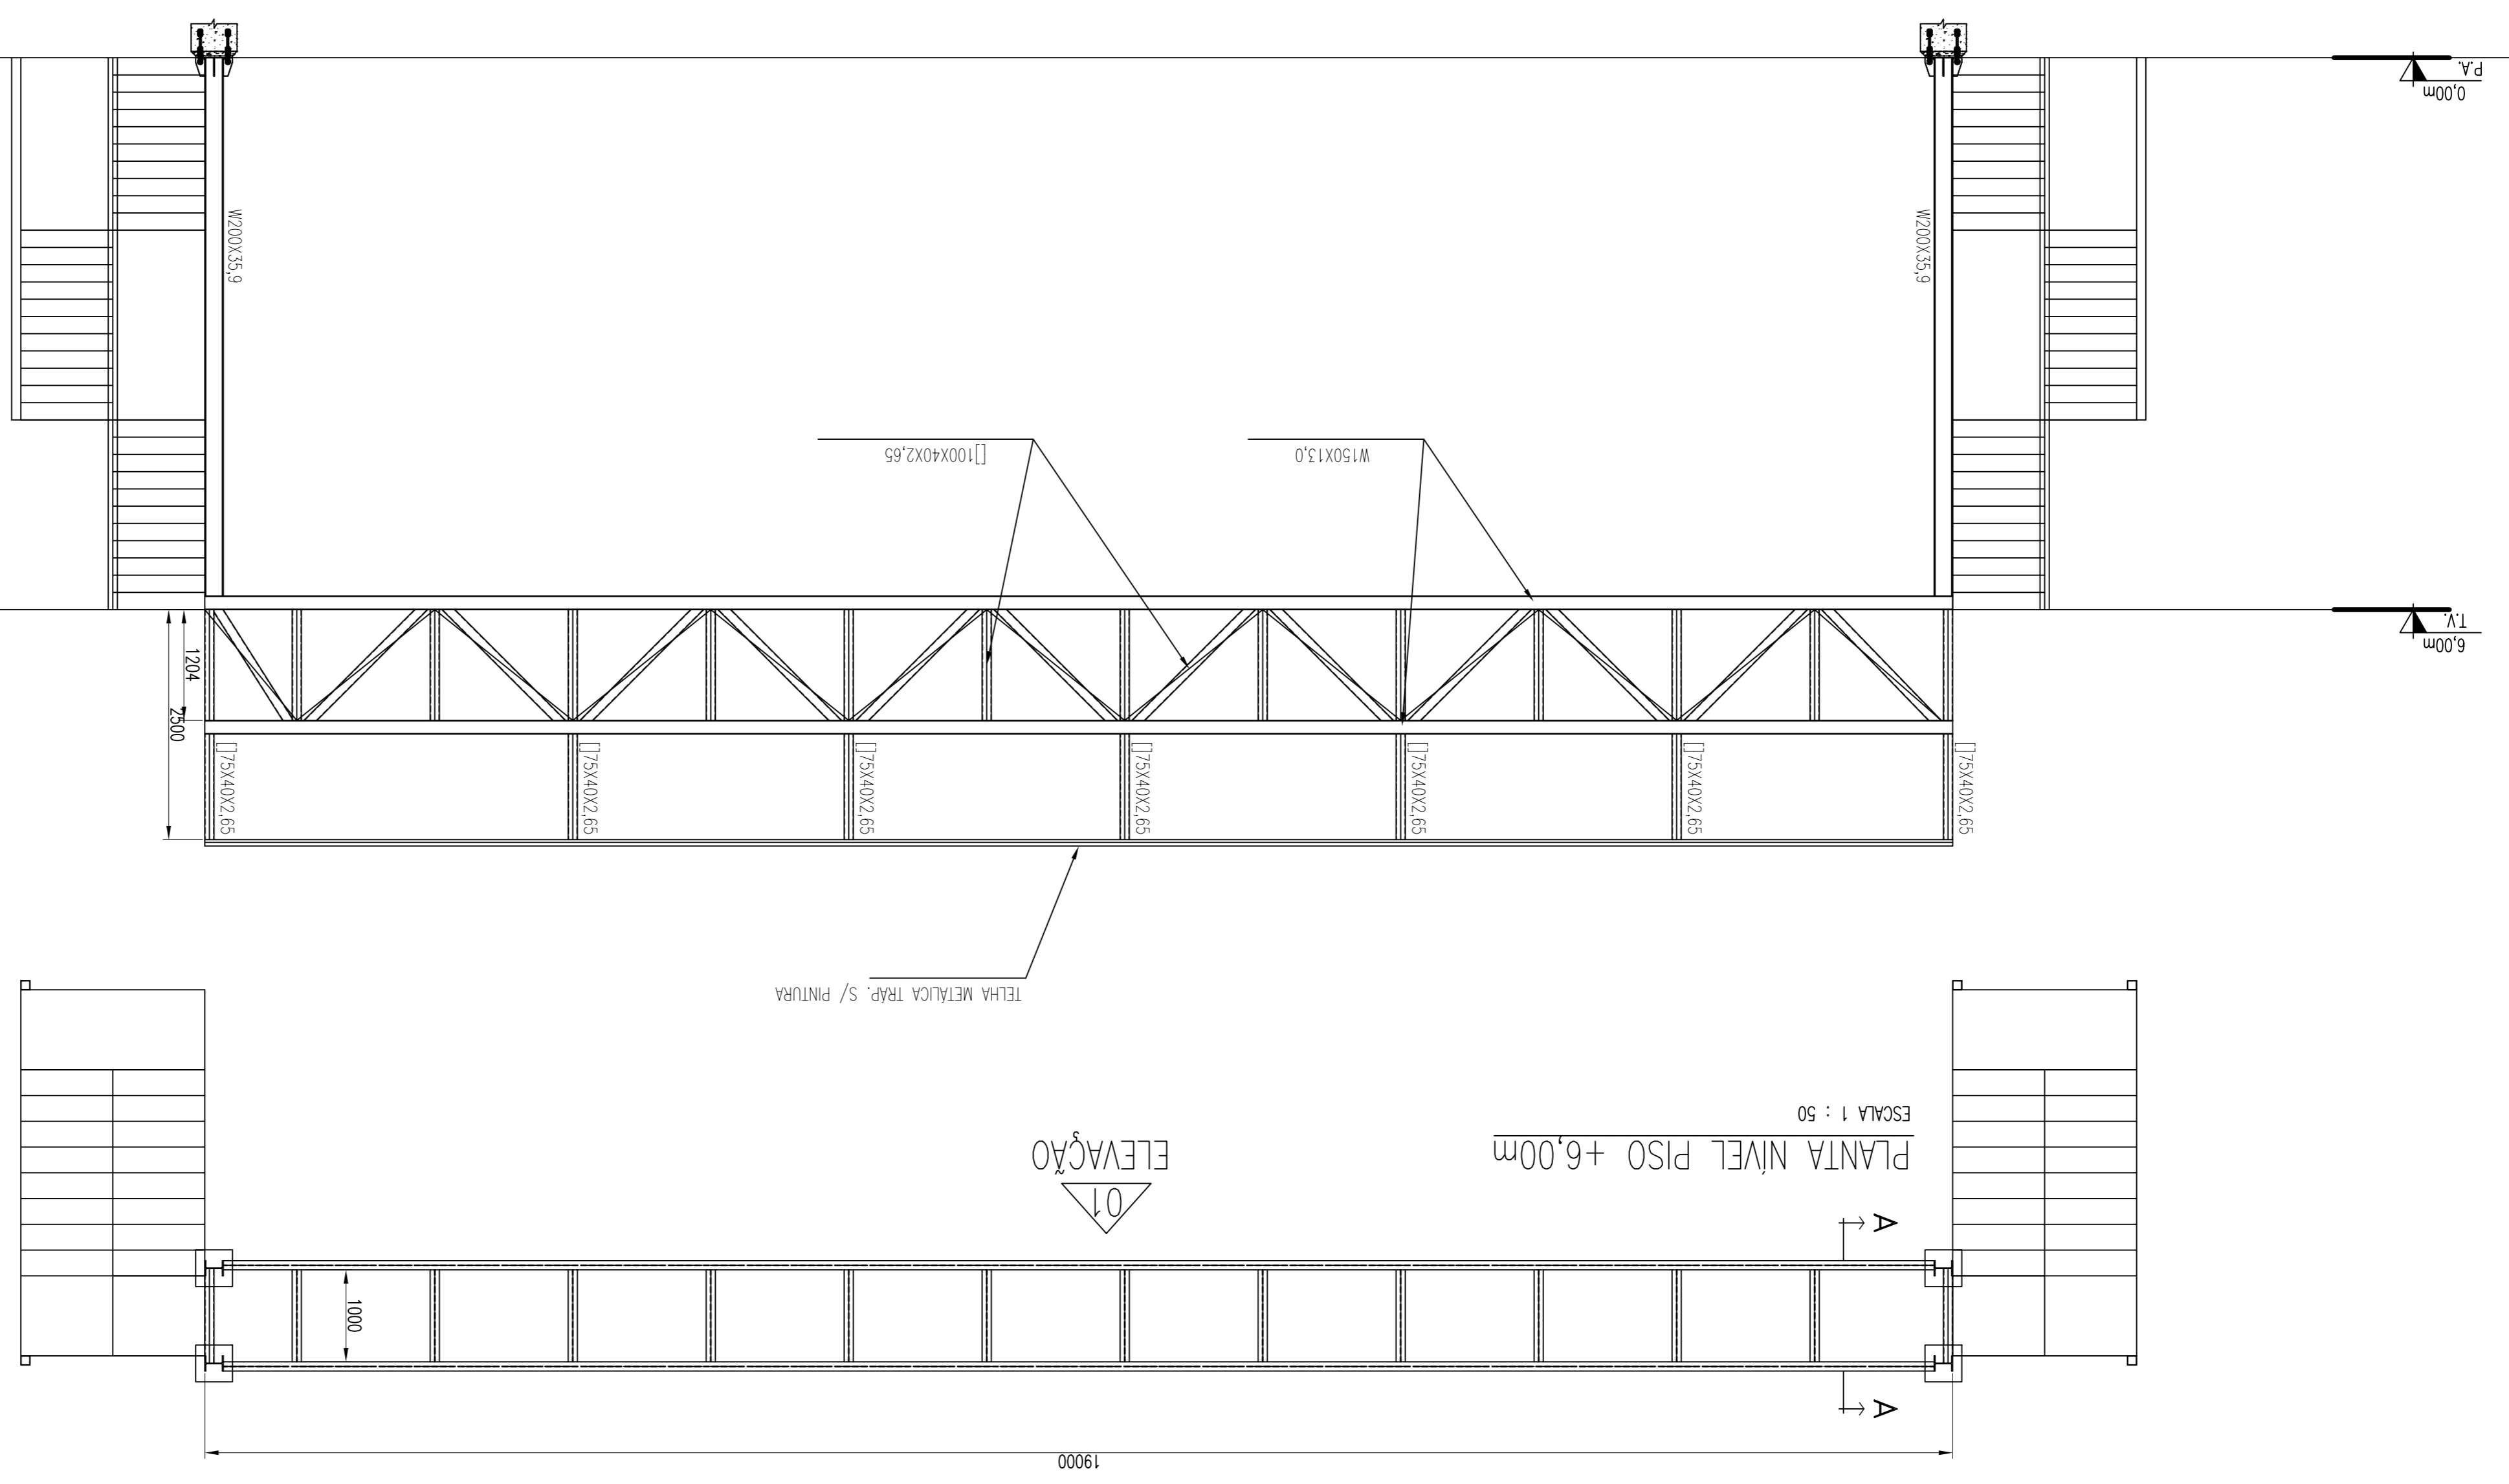 19000
A
A
1000
01
ELEVAÇÃO
PLANTA NÍVEL PISO +6,00m
ESCALA 1 : 50
TELHA METÁLICA TRÁP. S/ PINTURA
[]75X40X2,65
[]75X40X2,65
[]75X40X2,65
[]75X40X2,65
[]75X40X2,65
[]75X40X2,65
[]75X40X2,65
2500
1204
6,00m
T.V.
W150X13,0
[]100X40X2,65
W200X35,9
W200X35,9
0,00m
P.A.